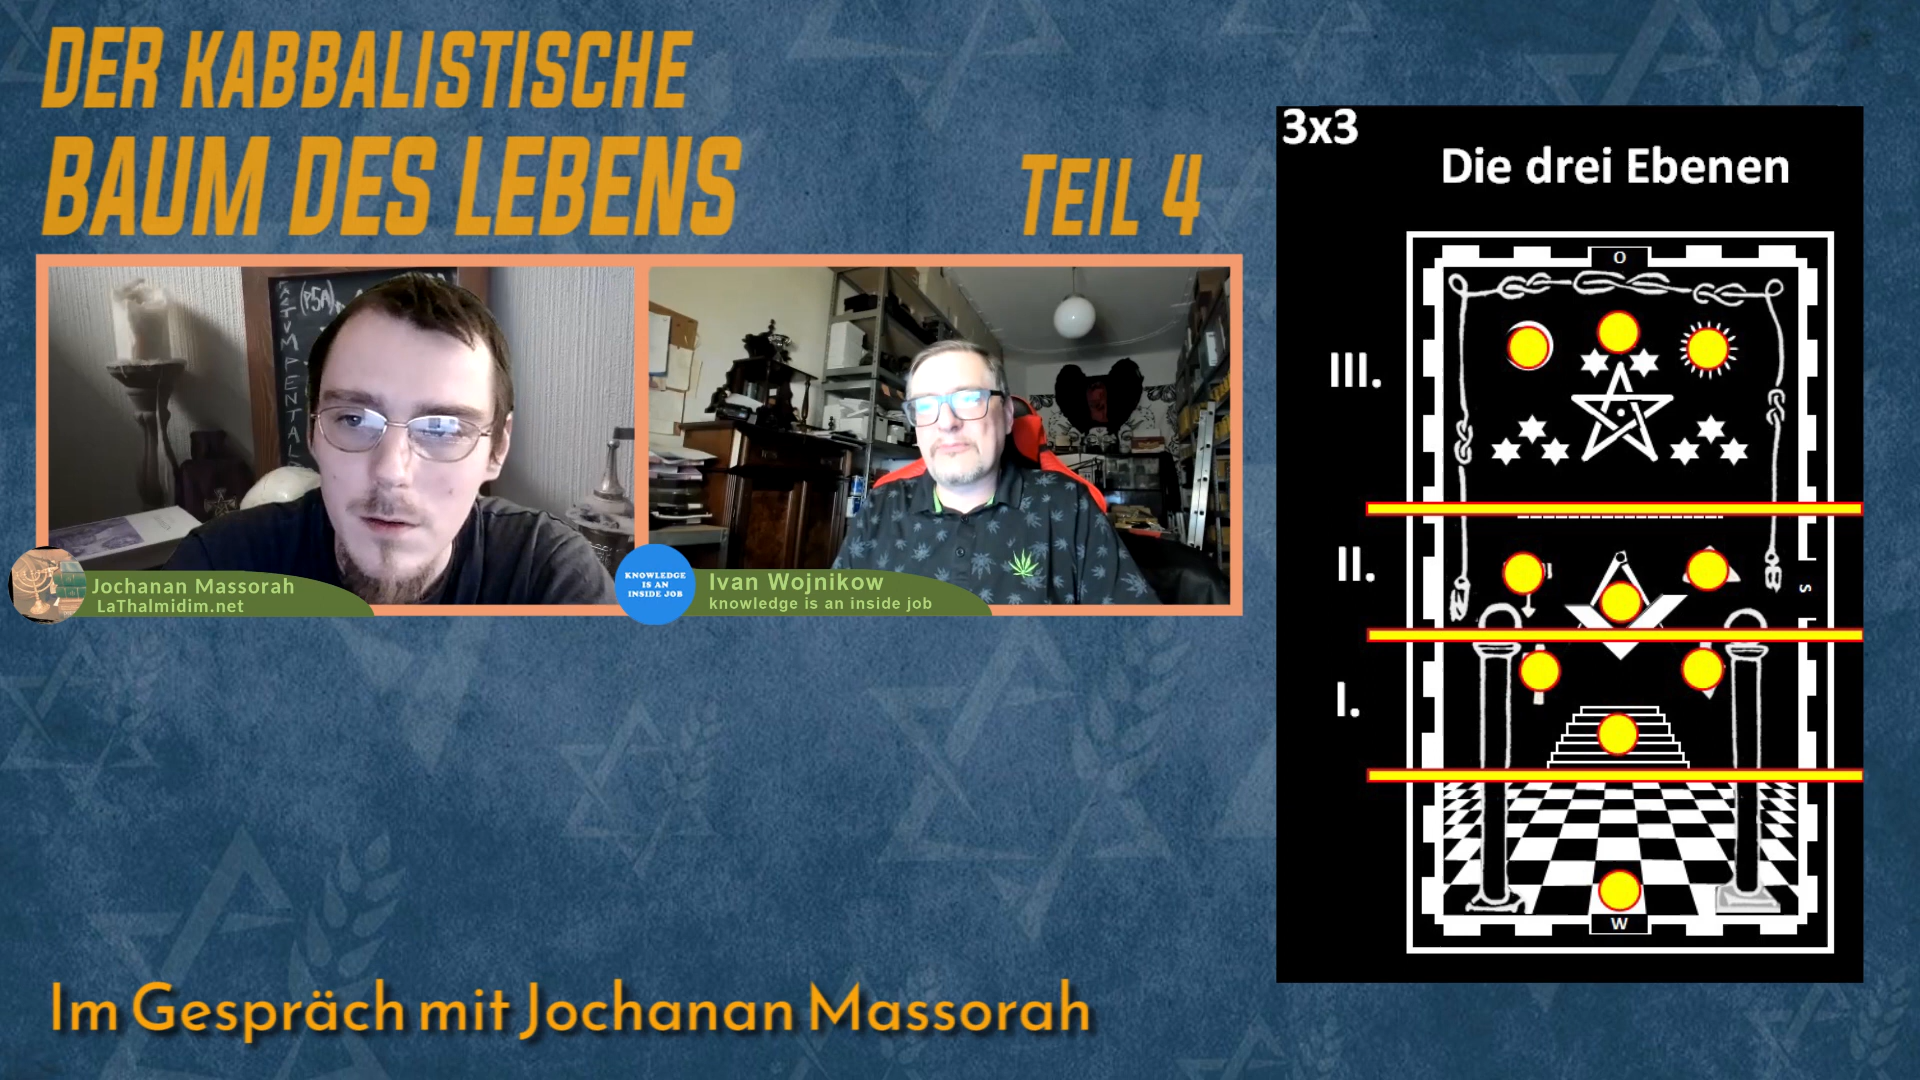 DER KABBALISTISCHE
BAUM DES LEBENS
TEIL 4
(PSA)
Jochanan Massorah
LaThalmidim.net
KNOWLEDGE
IS AN
INSIDE JOB
Ivan Wojnikow
knowledge is an inside job
3x3
Die drei Ebenen
O
III.
II.
S
I.
W
Im Gespräch mit Jochanan Massorah